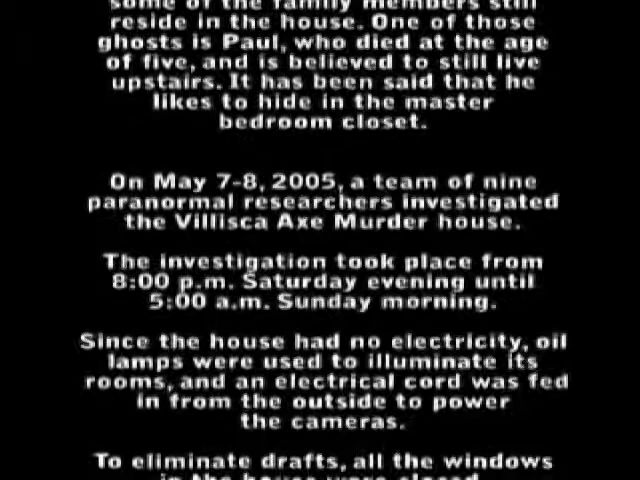 some of the family members still
reside in the house. One of those
ghosts is Paul, who died at the age
of five, and is believed to still live
upstairs. It has been said that he
likes to hide in the master
bedroom closet.
On May 7-8, 2005, a team of nine
paranormal researchers investigated
the Villisca Axe Murder house.
The investigation took place from
8:00 p.m. Saturday evening until
5:00 a.m. Sunday morning.
Since the house had no electricity, oil
lamps were used to illuminate its
rooms, and an electrical cord was fed
in from the outside to power
the cameras.
To eliminate drafts, all the windows
in the house were closed